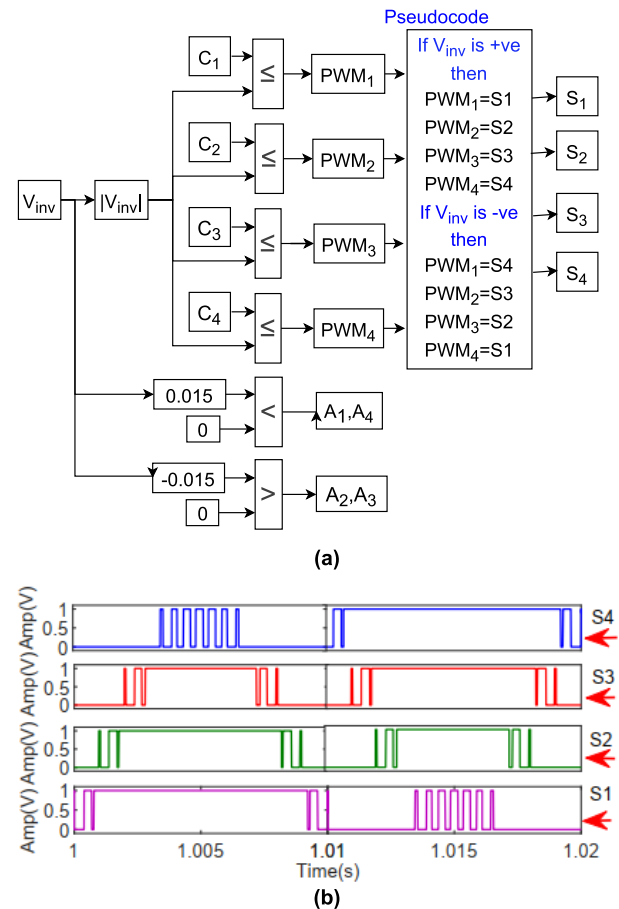 Pseudocode
If Vinv is +ve
then
PWM1=S1
PWM2=S2
PWM3=S3
PWM4=S4
If Vinv is -ve
then
PWM1=S4
PWM2=S3
PWM3=S2
PWM4=S1
C1
≤
PWM1
S1
C2
≤
PWM2
S2
Vinv
|Vinv|
C3
≤
PWM3
S3
C4
≤
PWM4
S4
0.015
<
0
A1,A4
-0.015
>
0
A2,A3
(a)
Amp(V)
1
0.5
0
S4
Amp(V)
1
0.5
0
S3
Amp(V)
1
0.5
0
S2
Amp(V)
1
0.5
0
S1
1 1.005 1.01 1.015 1.02
Time(s)
(b)